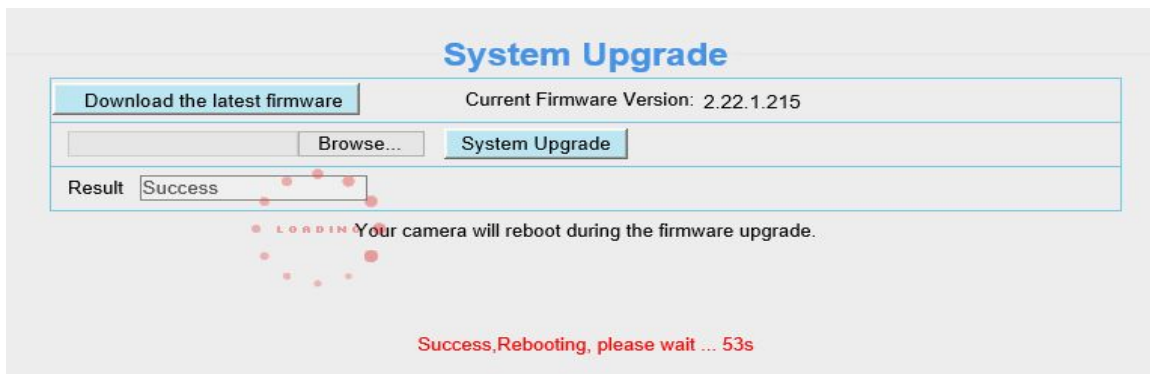 System Upgrade
Download the latest firmware Current Firmware Version: 2.22.1.215
Browse... System Upgrade
Result Success
LOADING Your camera will reboot during the firmware upgrade.
Success,Rebooting, please wait ... 53s